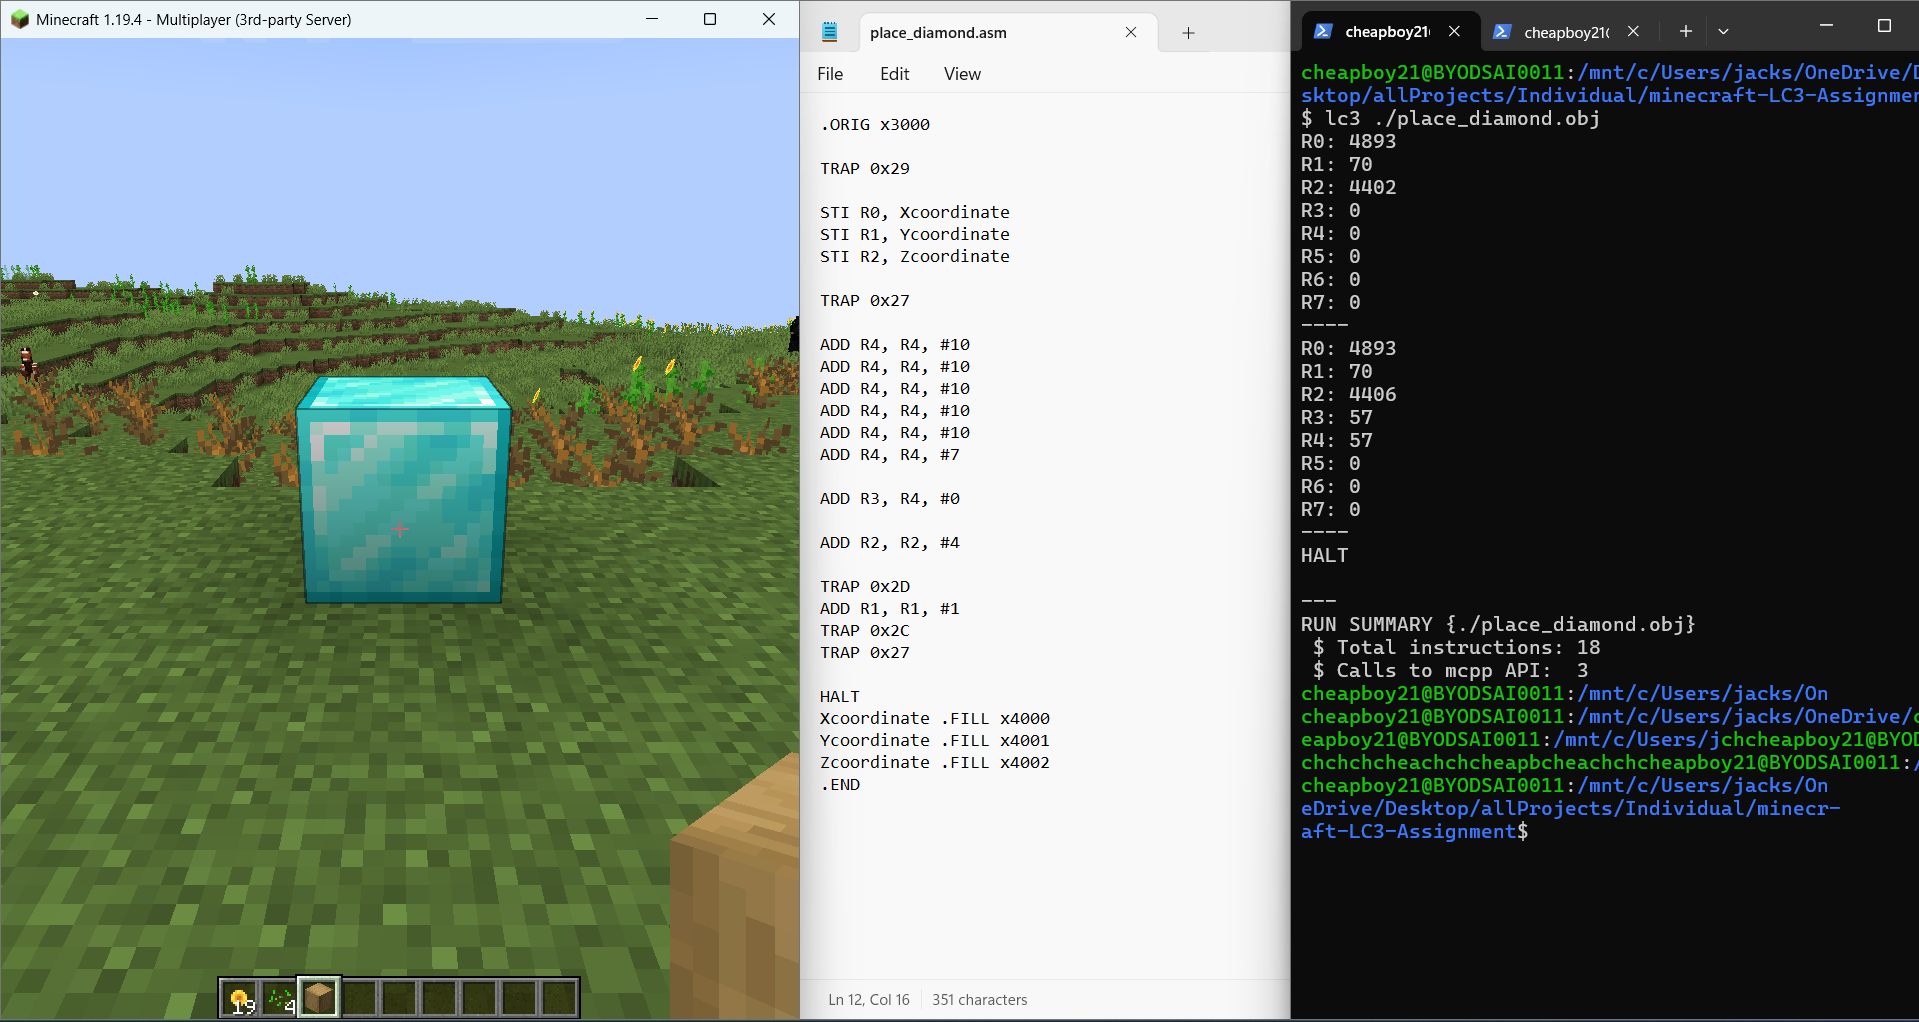 Minecraft 1.19.4 - Multiplayer (3rd-party Server)
19
4
place_diamond.asm
File Edit View
.ORIG x3000
TRAP 0x29
STI R0, Xcoordinate
STI R1, Ycoordinate
STI R2, Zcoordinate
TRAP 0x27
ADD R4, R4, #10
ADD R4, R4, #10
ADD R4, R4, #10
ADD R4, R4, #10
ADD R4, R4, #10
ADD R4, R4, #7
ADD R3, R4, #0
ADD R2, R2, #4
TRAP 0x2D
ADD R1, R1, #1
TRAP 0x2C
TRAP 0x27
HALT
Xcoordinate .FILL x4000
Ycoordinate .FILL x4001
Zcoordinate .FILL x4002
.END
Ln 12, Col 16 351 characters
cheapboy21 cheapboy21(
cheapboy21@BYODSAI0011:/mnt/c/Users/jacks/OneDrive/D
sktop/allProjects/Individual/minecraft-LC3-Assignmen
$ lc3 ./place_diamond.obj
R0: 4893
R1: 70
R2: 4402
R3: 0
R4: 0
R5: 0
R6: 0
R7: 0
----
R0: 4893
R1: 70
R2: 4406
R3: 57
R4: 57
R5: 0
R6: 0
R7: 0
----
HALT
---
RUN SUMMARY {./place_diamond.obj}
$ Total instructions: 18
$ Calls to mcpp API: 3
cheapboy21@BYODSAI0011:/mnt/c/Users/jacks/On
cheapboy21@BYODSAI0011:/mnt/c/Users/jacks/OneDrive/c
eapboy21@BYODSAI0011:/mnt/c/Users/jchcheapboy21@BYOD
chchchcheachchcheapbcheachchcheapboy21@BYODSAI0011:/
cheapboy21@BYODSAI0011:/mnt/c/Users/jacks/On
eDrive/Desktop/allProjects/Individual/minecr-
aft-LC3-Assignment$